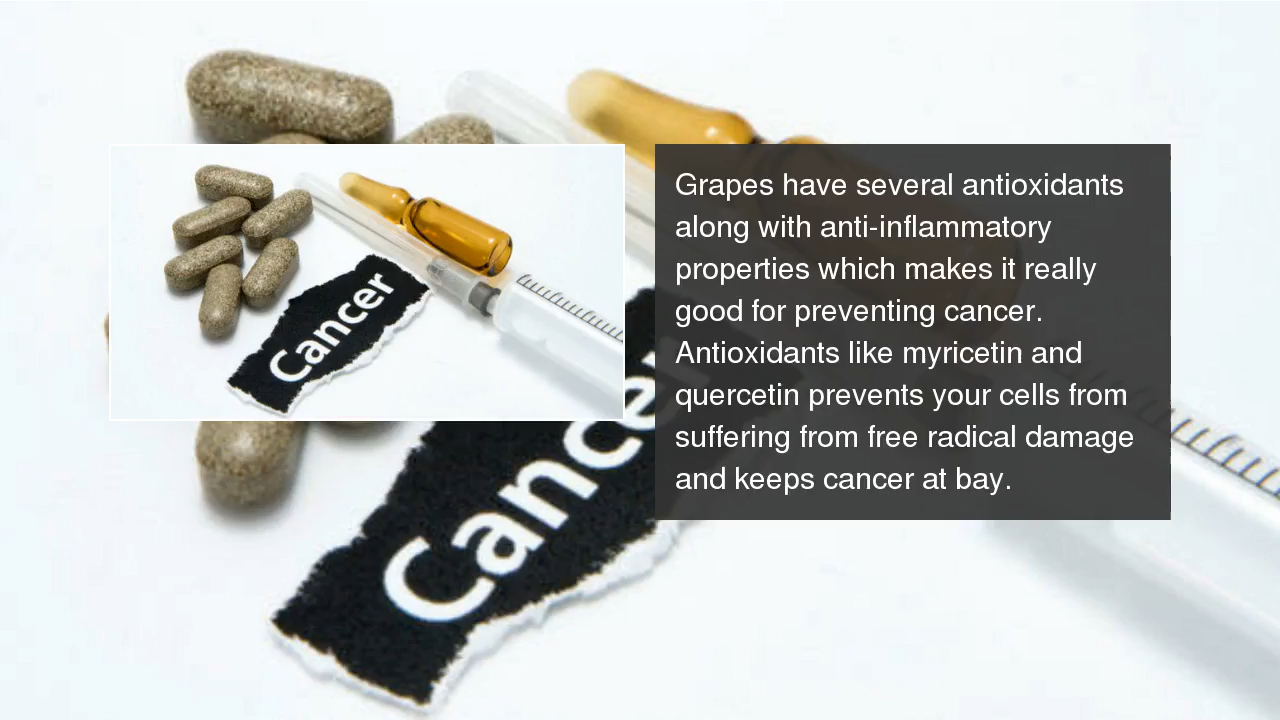 Cancer
Grapes have several antioxidants
along with anti-inflammatory
properties which makes it really
good for preventing cancer.
Antioxidants like myricetin and
quercetin prevents your cells from
suffering from free radical damage
and keeps cancer at bay.
Cancer